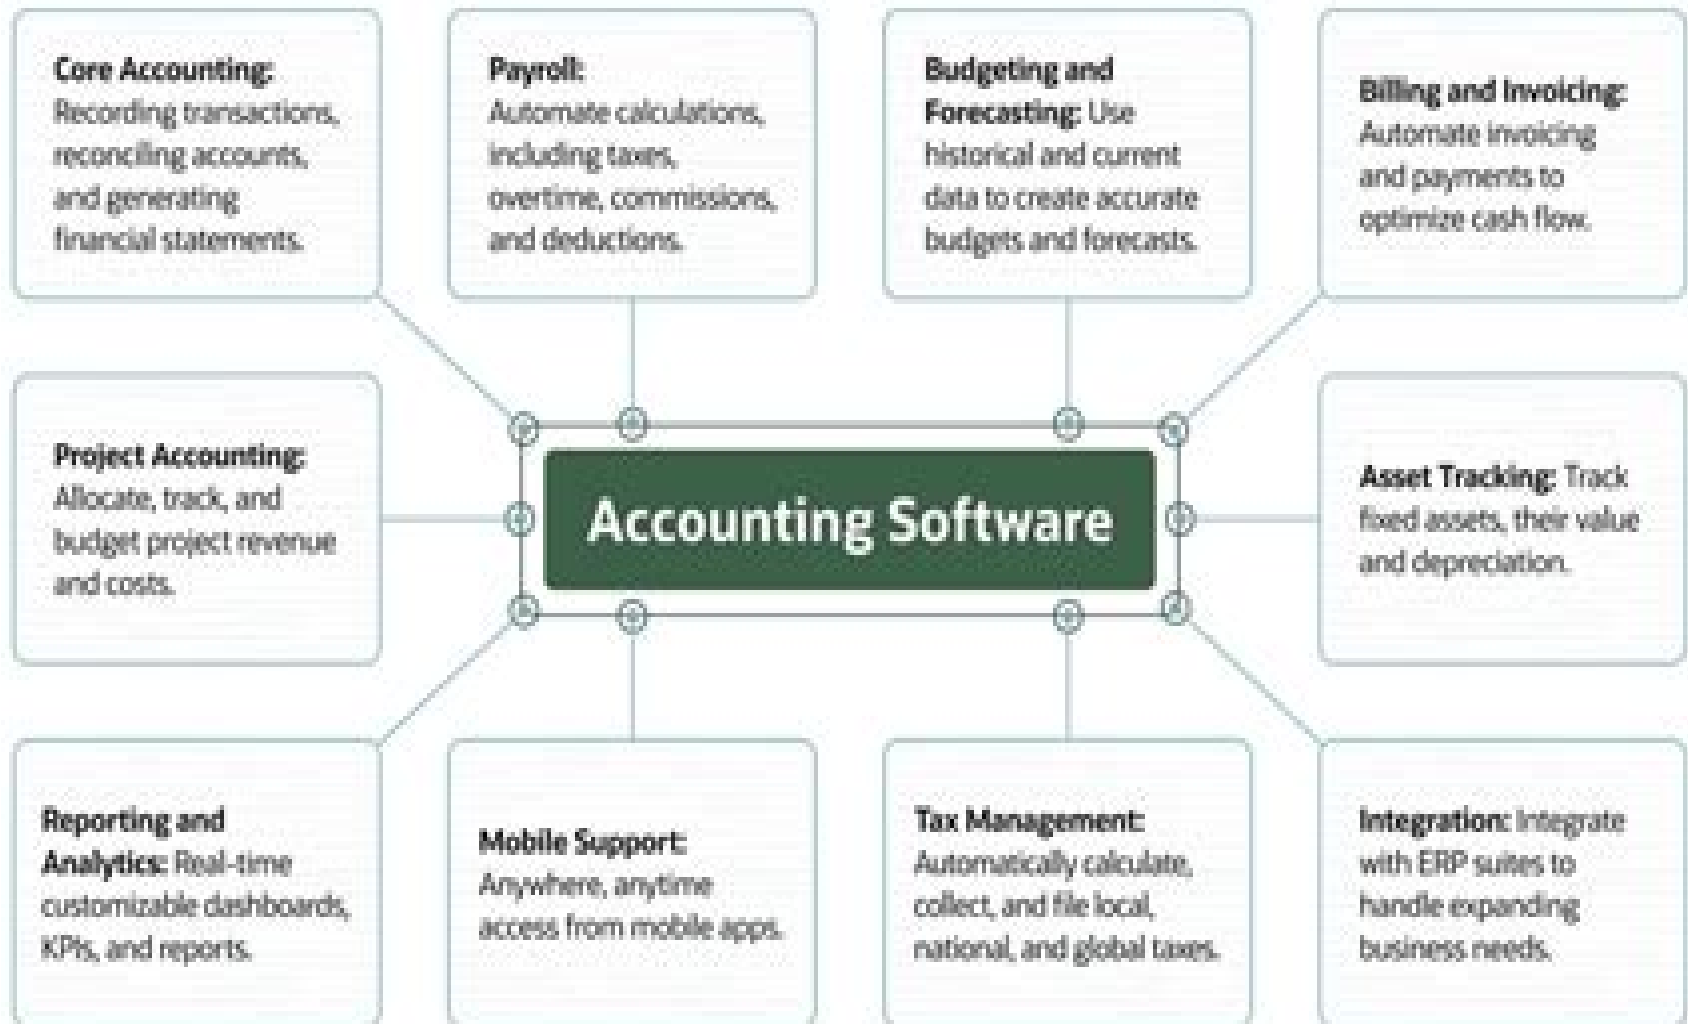 Core Accounting:
Recording transactions,
reconciling accounts,
and generating
financial statements.
Payroll:
Automate calculations,
including taxes,
overtime, commissions,
and deductions.
Budgeting and
Forecasting: Use
historical and current
data to create accurate
budgets and forecasts.
Billing and Invoicing:
Automate invoicing
and payments to
optimize cash flow.
Project Accounting:
Allocate, track, and
budget project revenue
and costs.
Accounting Software
Asset Tracking: Track
fixed assets, their value
and depreciation.
Reporting and
Analytics: Real-time
customizable dashboards,
KPIs, and reports.
Mobile Support:
Anywhere, anytime
access from mobile apps.
Tax Management:
Automatically calculate,
collect, and file local,
national, and global taxes.
Integration: Integrate
with ERP suites to
handle expanding
business needs.